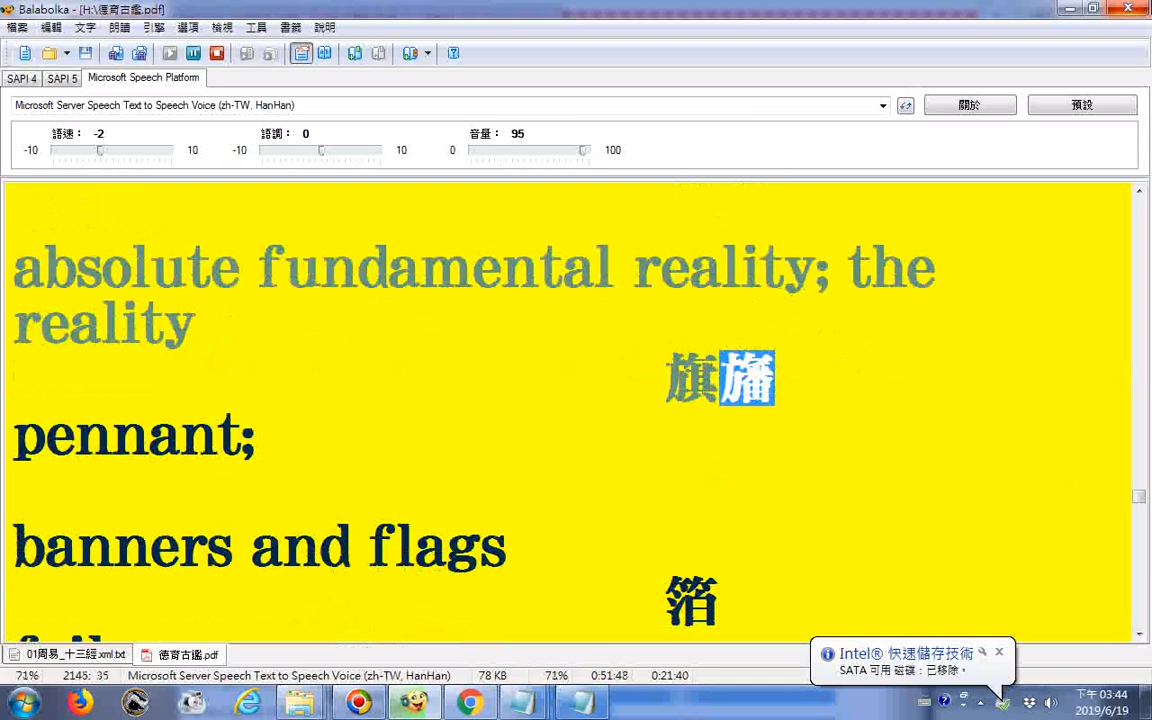 Balabolka - [H:\德育古鑑.pdf]
檔案 編輯 文字 朗讀 引擎 選項 檢視 工具 書籤 說明
SAPI 4 SAPI 5 Microsoft Speech Platform
Microsoft Server Speech Text to Speech Voice (zh-TW, HanHan) 關於 預設
語速： -2 語調： 0 音量： 95
-10 10 -10 10 0 100
absolute fundamental reality; the
reality
旗旛
pennant;
banners and flags
箔
01周易_十三經.xml.txt 德育古鑑.pdf
71% 2145: 35 Microsoft Server Speech Text to Speech Voice (zh-TW, HanHan) 78 KB 71% 0:51:48 0:21:40
Intel® 快速儲存技術
SATA 可用 磁碟：已移除。
下午 03:44
2019/6/19